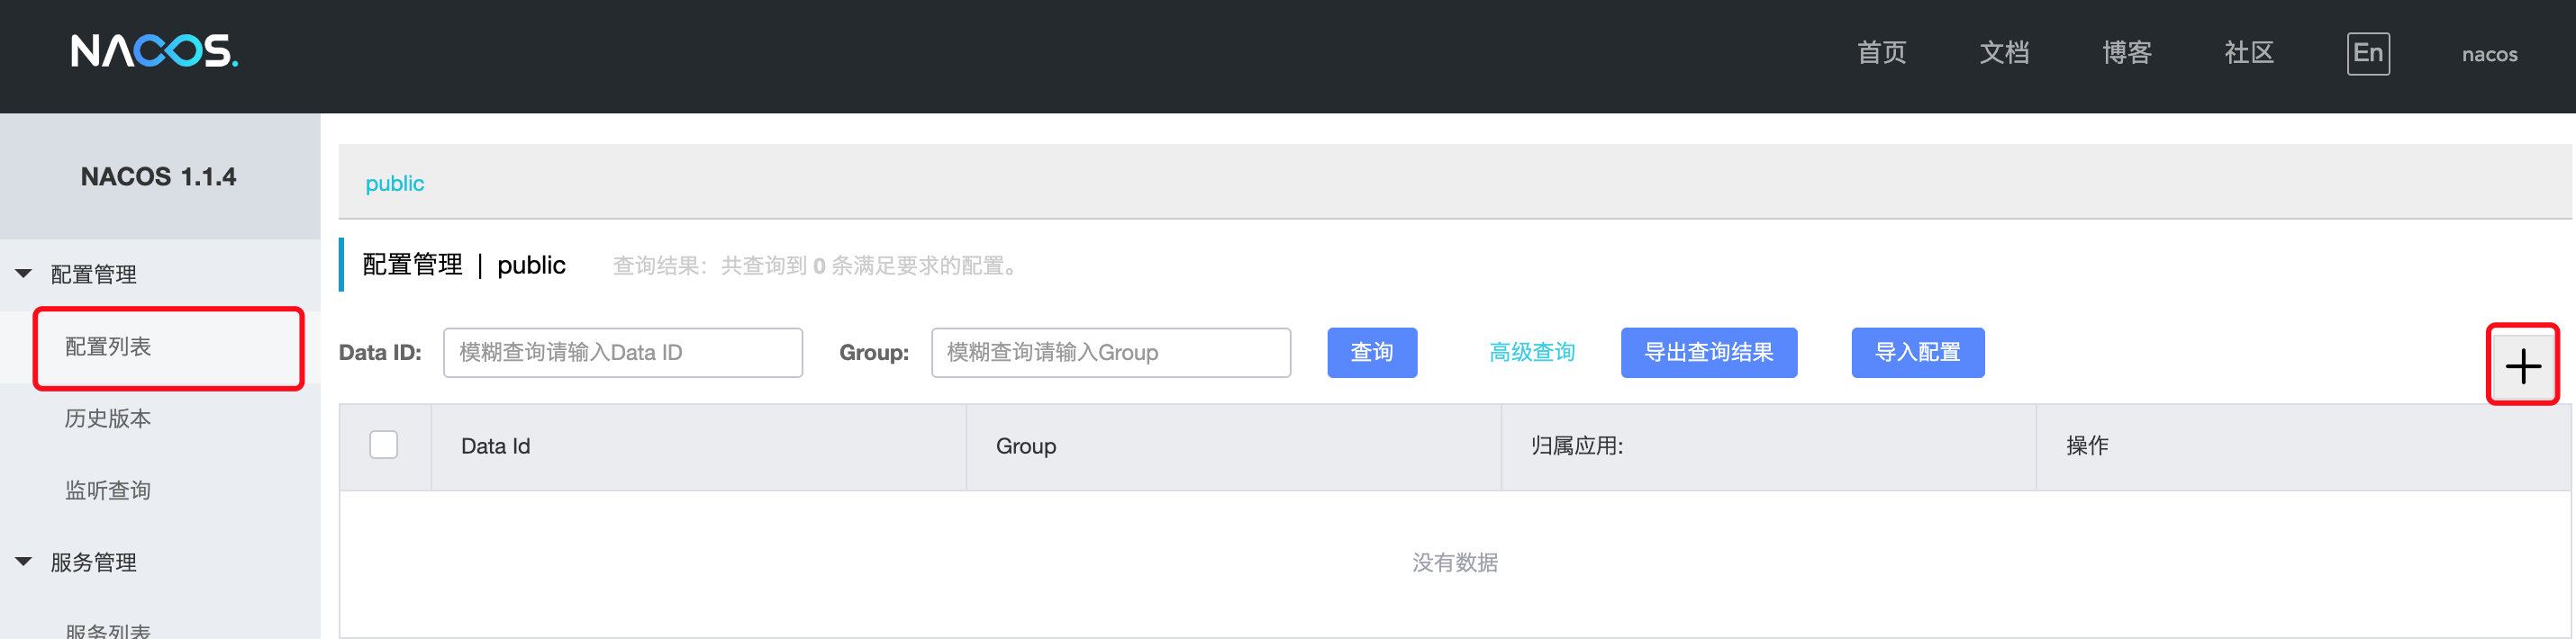 NACOS.
首页 文档 博客 社区 En nacos
NACOS 1.1.4
public
配置管理
配置管理 | public 查询结果：共查询到 0 条满足要求的配置。
配置列表
Data ID: 模糊查询请输入Data ID Group: 模糊查询请输入Group 查询 高级查询 导出查询结果 导入配置 +
历史版本
Data Id Group 归属应用: 操作
监听查询
服务管理
没有数据
服务列表